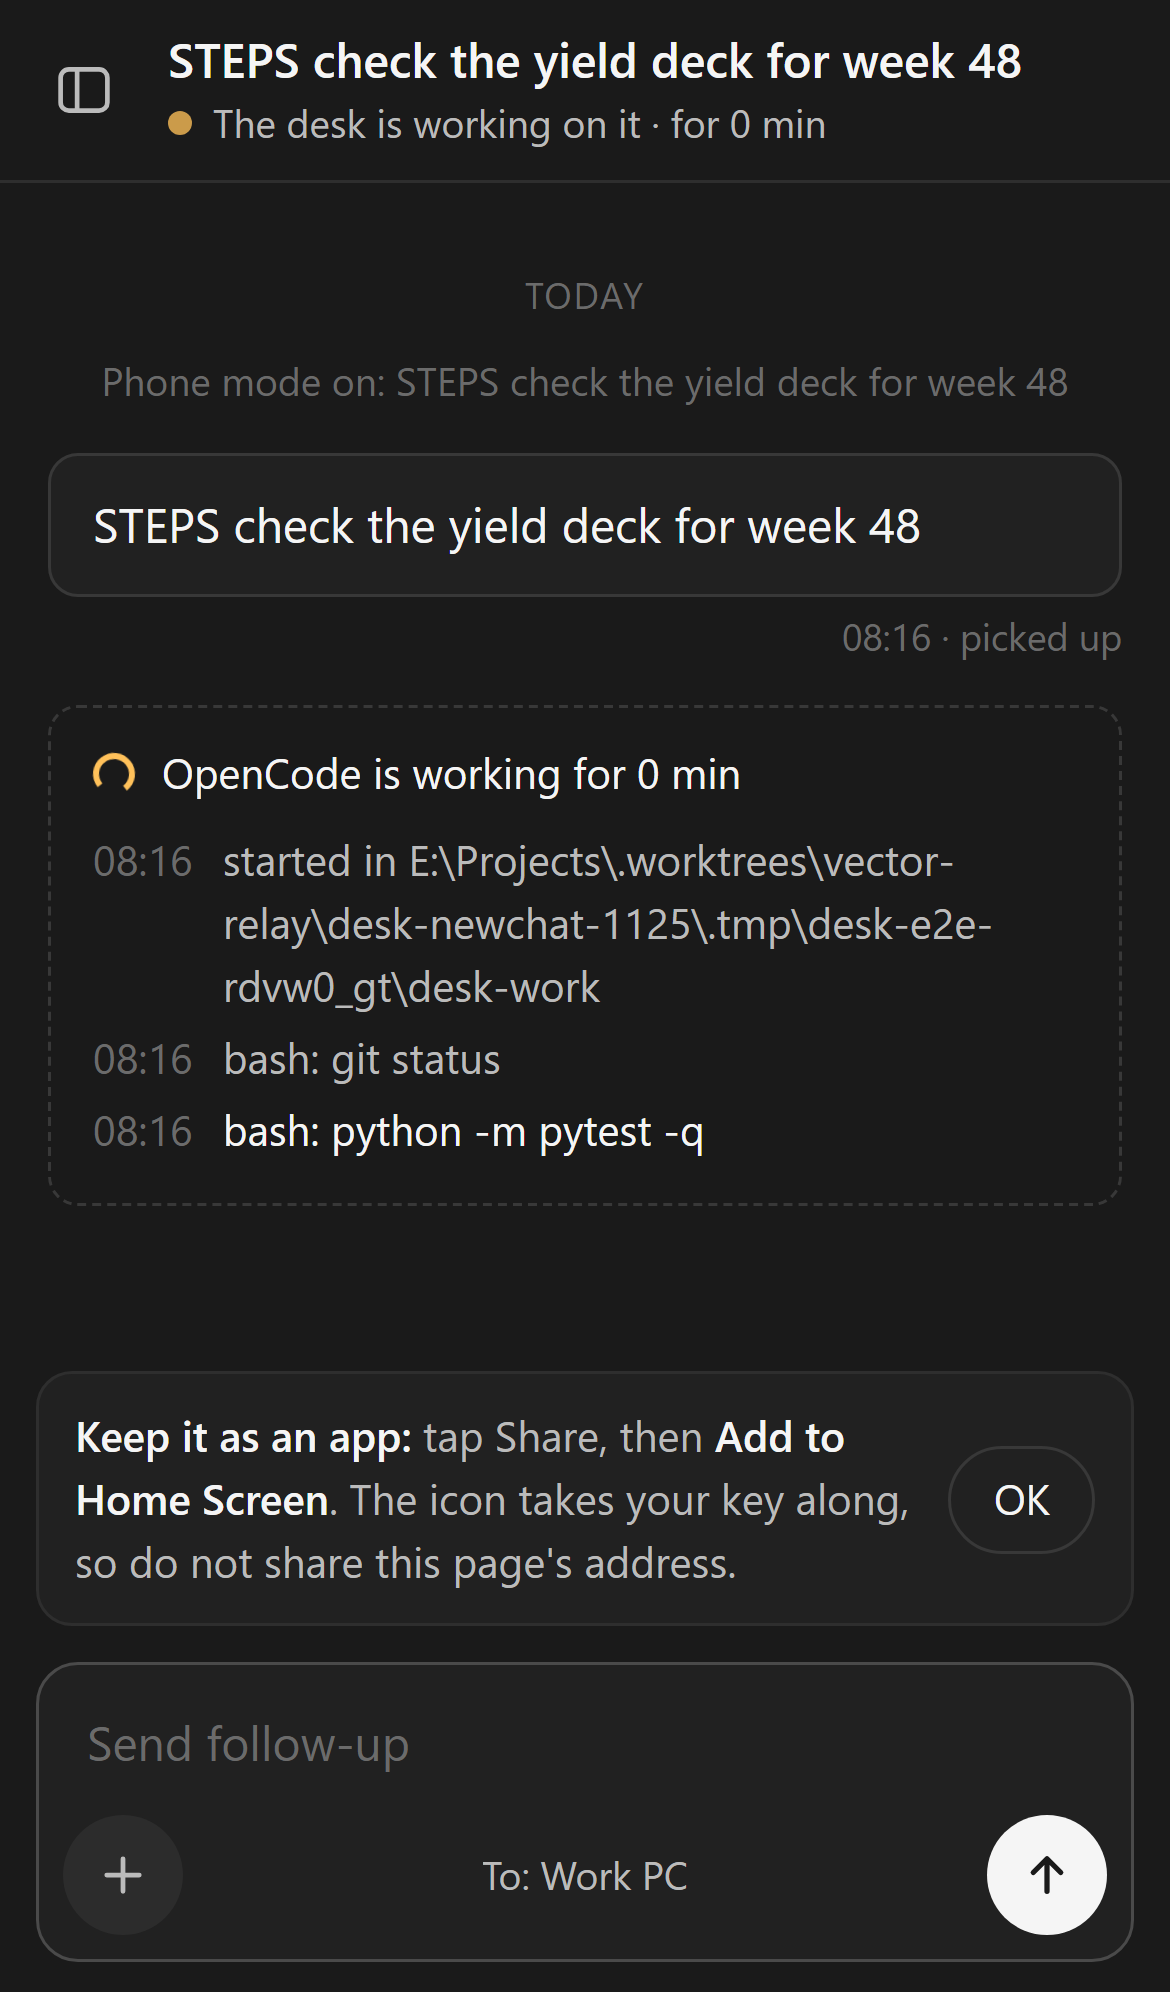 STEPS check the yield deck for week 48
The desk is working on it · for 0 min
TODAY
Phone mode on: STEPS check the yield deck for week 48
STEPS check the yield deck for week 48
08:16 · picked up
OpenCode is working for 0 min
08:16 started in E:\Projects\.worktrees\vector-
relay\desk-newchat-1125\.tmp\desk-e2e-
rdvw0_gt\desk-work
08:16 bash: git status
08:16 bash: python -m pytest -q
Keep it as an app: tap Share, then Add to
Home Screen. The icon takes your key along,
so do not share this page's address.
OK
Send follow-up
To: Work PC